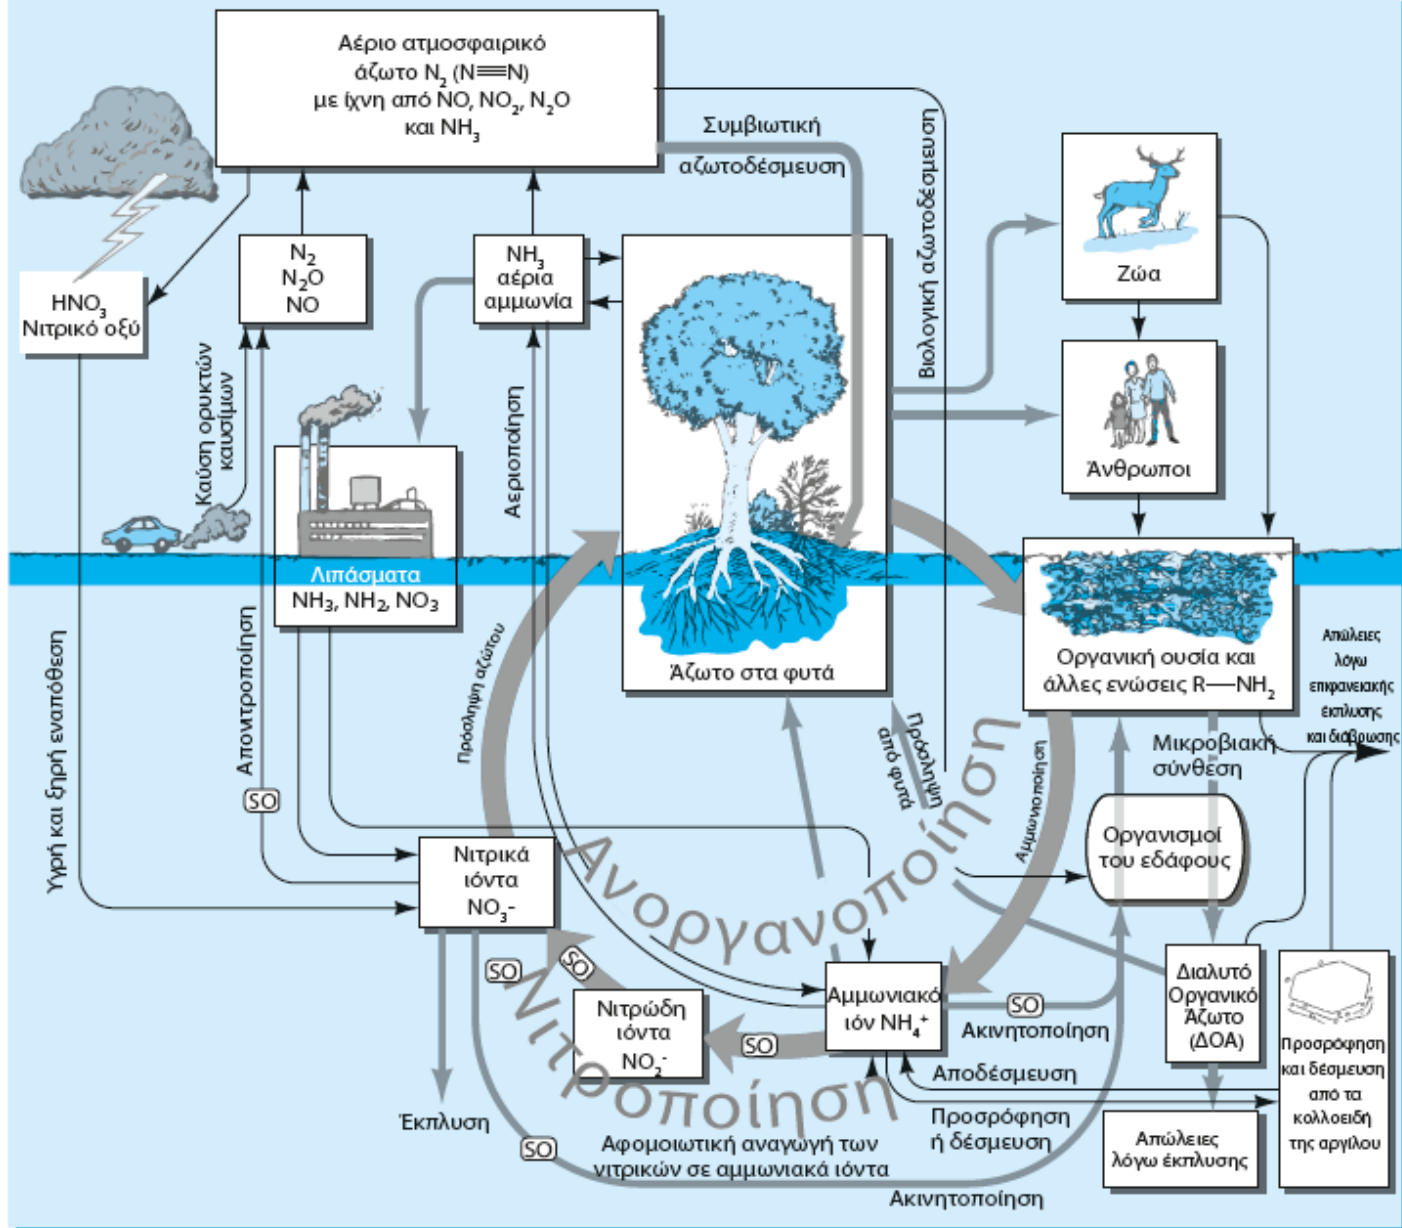 Αέριο ατμοσφαιρικό
άζωτο N₂ (N≡N)
με ίχνη από NO, NO₂, N₂O
και NH₃
Συμβιωτική
αζωτοδέσμευση
Βιολογική αζωτοδέσμευση
Ζώα
Άνθρωποι
HNO₃
Νιτρικό οξύ
N₂
N₂O
NO
NH₃
αέρια
αμμωνία
Καύση ορυκτών
καυσίμων
Αεριοποίηση
Λιπάσματα
NH₃, NH₂, NO₃
Άζωτο στα φυτά
Οργανική ουσία και
άλλες ενώσεις R—NH₂
Απώλειες
λόγω
επιφανειακής
έκπλυσης
και διάβρωσης
Υγρή και ξηρή εναπόθεση
Απονιτροποίηση
SO
Πρόσληψη αζώτου
Πρόσληψη
από φυτά
Ανοργανοποίηση
Αμμωνιοποίηση
Μικροβιακή
σύνθεση
Οργανισμοί
του εδάφους
Νιτρικά
ιόντα
NO₃-
SO
SO
Νιτρώδη
ιόντα
NO₂⁻
SO
Νιτροποίηση
Αμμωνιακό
ιόν NH₄⁺
SO
Ακινητοποίηση
Διαλυτό
Οργανικό
Άζωτο
(ΔΟΑ)
Προσρόφηση
και δέσμευση
από τα
κολλοειδή
της αργίλου
Αποδέσμευση
Προσρόφηση
ή δέσμευση
Έκπλυση
SO
Αφομοιωτική αναγωγή των
νιτρικών σε αμμωνιακά ιόντα
Ακινητοποίηση
Απώλειες
λόγω έκπλυσης